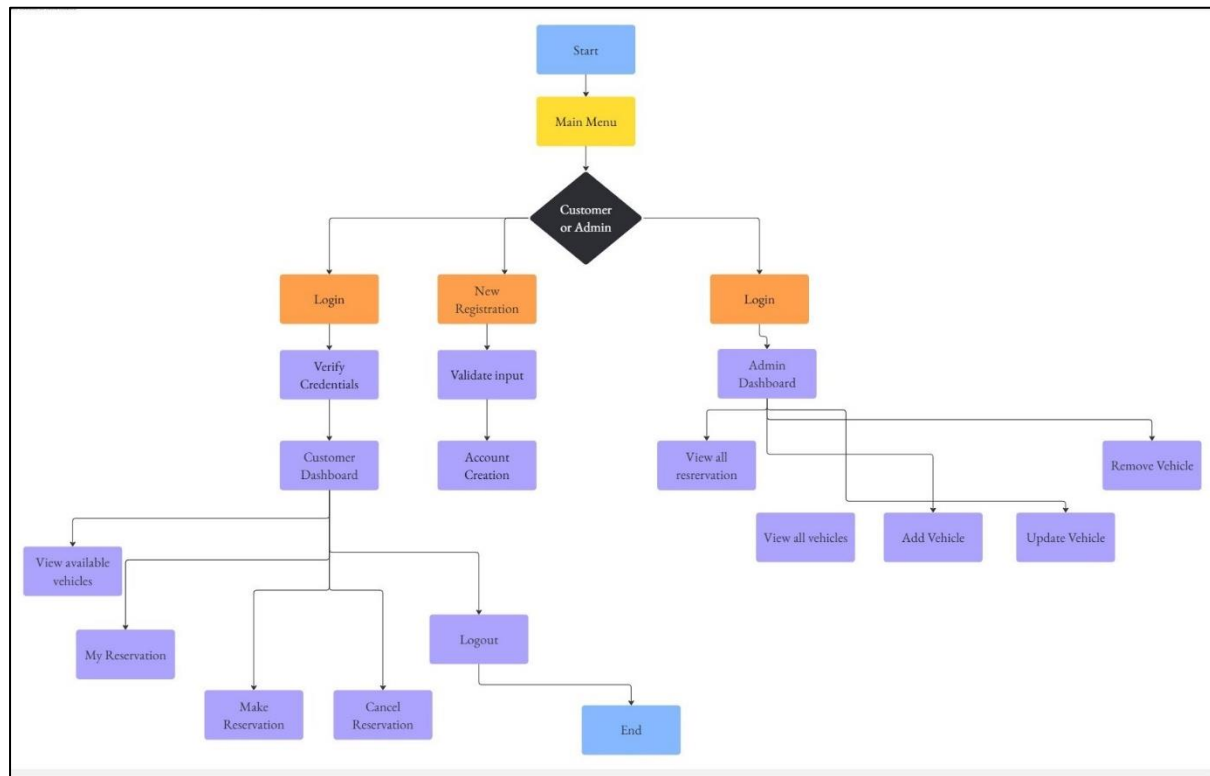 Start
Main Menu
Customer
or Admin
Login
New
Registration
Login
Verify
Credentials
Validate input
Admin
Dashboard
Customer
Dashboard
Account
Creation
View all
resrervation
Remove Vehicle
View all vehicles
Add Vehicle
Update Vehicle
View available
vehicles
My Reservation
Logout
Make
Reservation
Cancel
Reservation
End